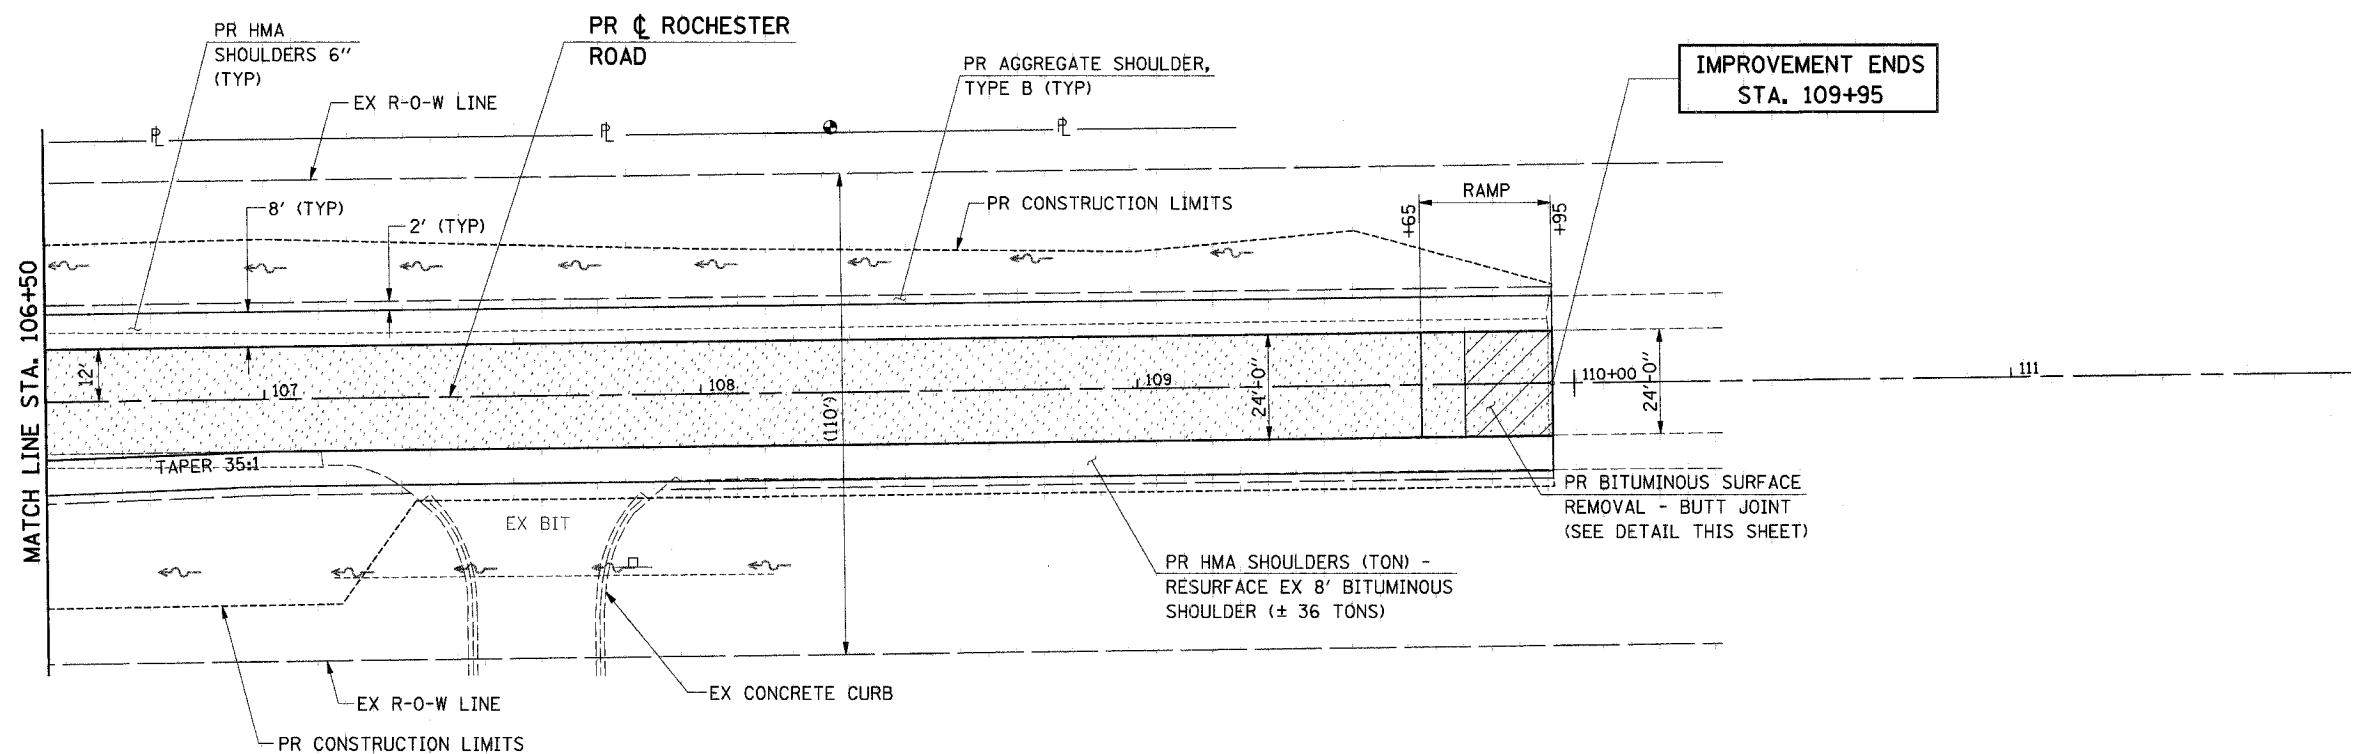 PR HMA
SHOULDERS 6"
(TYP)
PR ℄ ROCHESTER
ROAD
EX R-O-W LINE
PR AGGREGATE SHOULDER,
TYPE B (TYP)
IMPROVEMENT ENDS
STA. 109+95
PL
PL
PL
RAMP
+65
+95
8' (TYP)
2' (TYP)
PR CONSTRUCTION LIMITS
MATCH LINE STA. 106+50
12'
107
108
109
110+00
111
(110')
24'-0"
24'-0"
TAPER 35:1
EX BIT
PR BITUMINOUS SURFACE
REMOVAL - BUTT JOINT
(SEE DETAIL THIS SHEET)
PR HMA SHOULDERS (TON) -
RESURFACE EX 8' BITUMINOUS
SHOULDER (± 36 TONS)
EX CONCRETE CURB
EX R-O-W LINE
PR CONSTRUCTION LIMITS